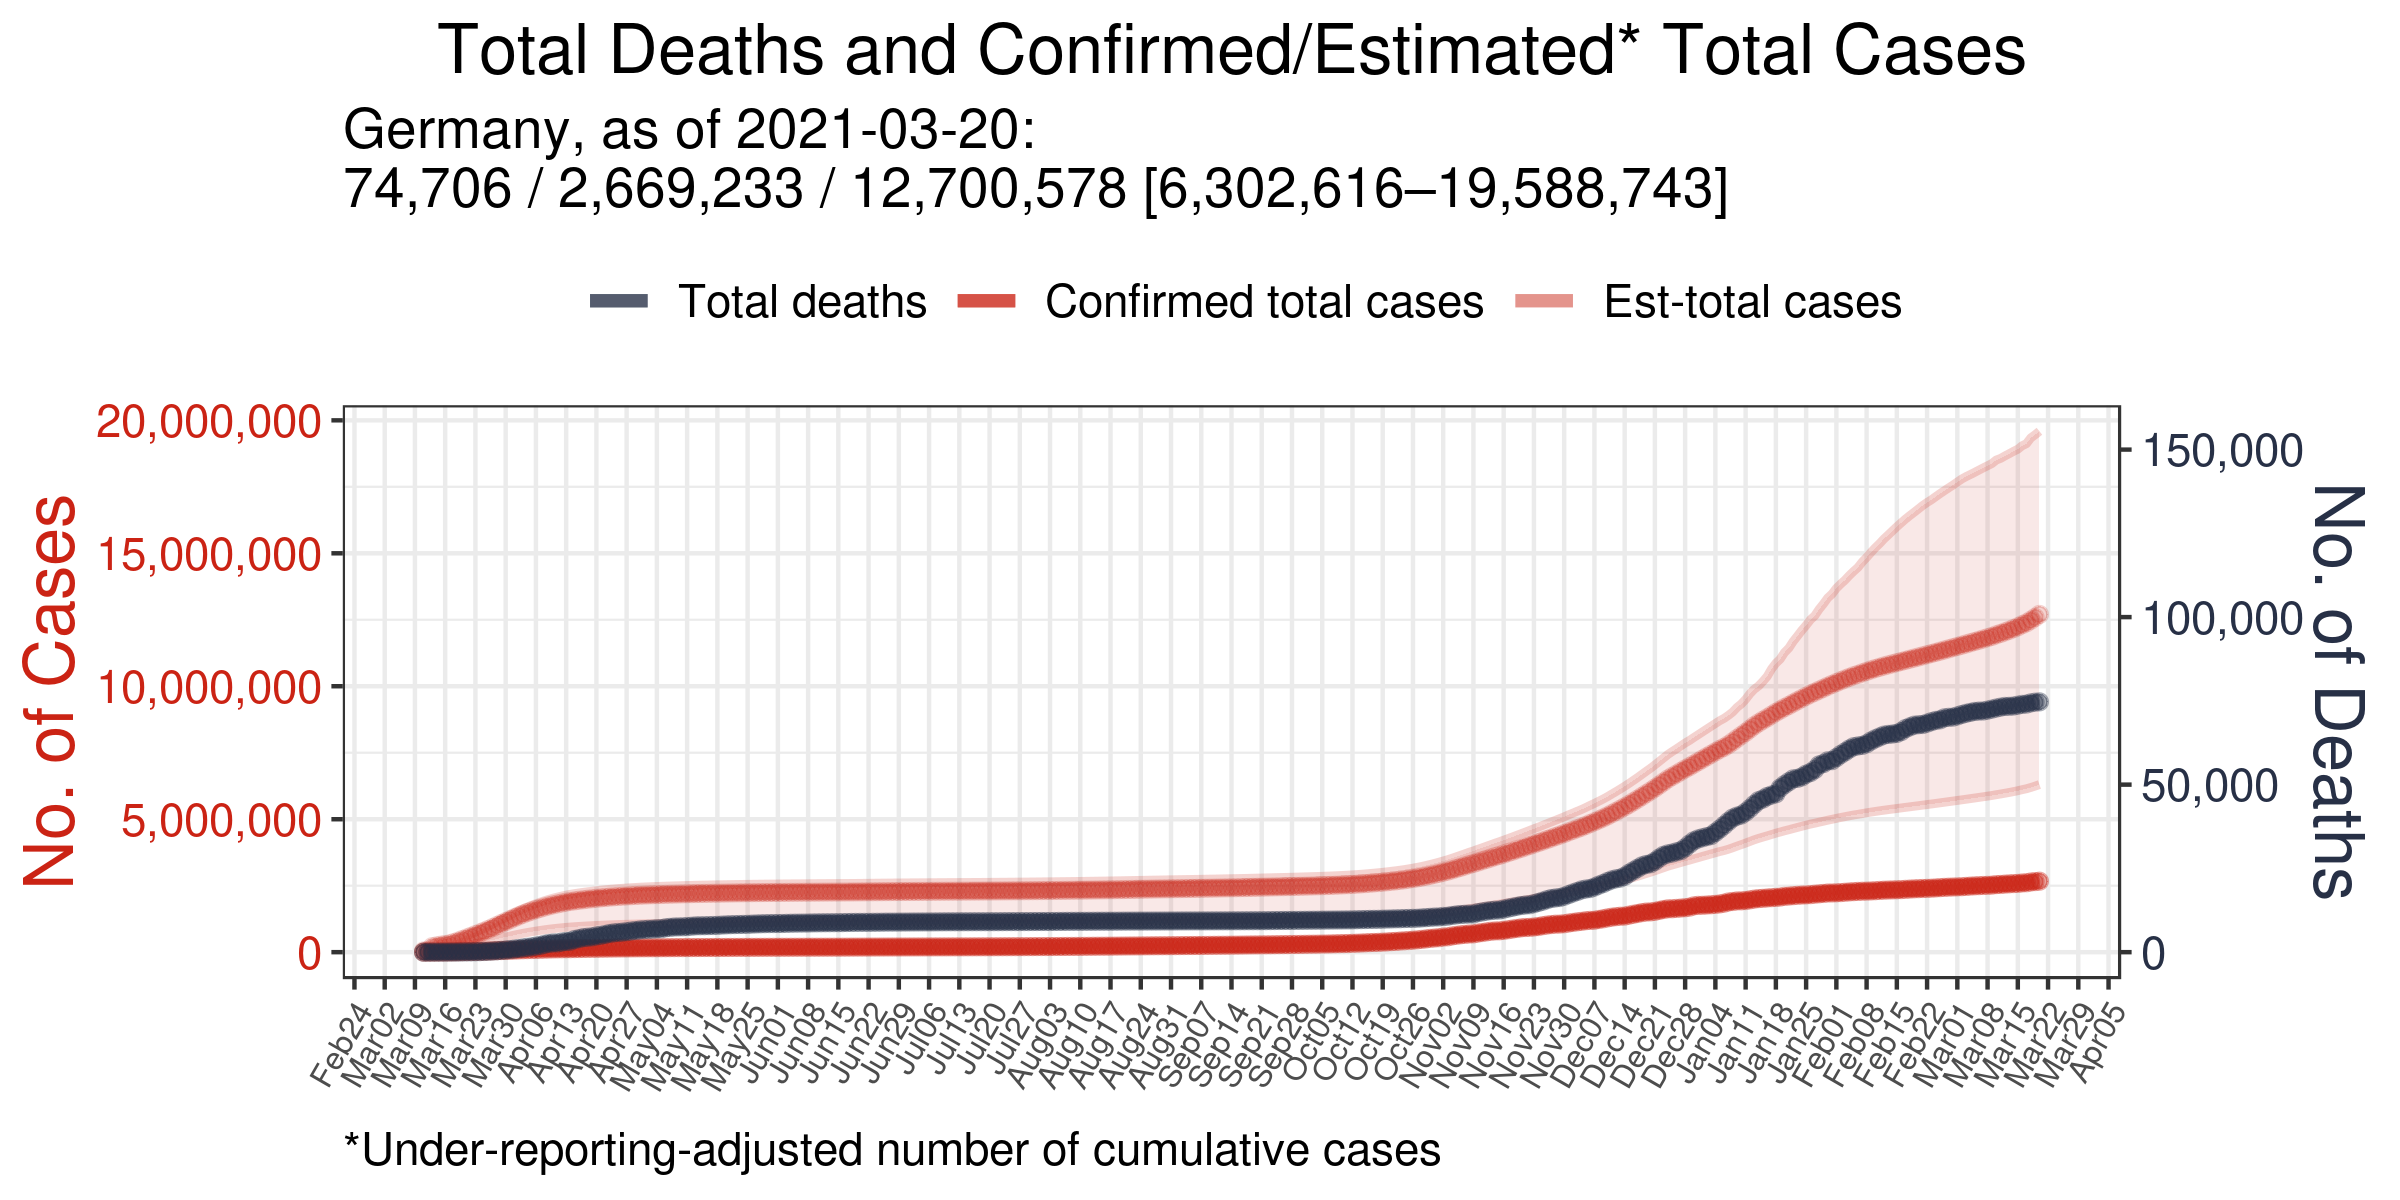 Total Deaths and Confirmed/Estimated* Total Cases
Germany, as of 2021-03-20:
74,706 / 2,669,233 / 12,700,578 [6,302,616–19,588,743]
Total deaths
Confirmed total cases
Est-total cases
No. of Cases
20,000,000
15,000,000
10,000,000
5,000,000
0
150,000
100,000
50,000
0
No. of Deaths
Feb24
Mar02
Mar09
Mar16
Mar23
Mar30
Apr06
Apr13
Apr20
Apr27
May04
May11
May18
May25
Jun01
Jun08
Jun15
Jun22
Jun29
Jul06
Jul13
Jul20
Jul27
Aug03
Aug10
Aug17
Aug24
Aug31
Sep07
Sep14
Sep21
Sep28
Oct05
Oct12
Oct19
Oct26
Nov02
Nov09
Nov16
Nov23
Nov30
Dec07
Dec14
Dec21
Dec28
Jan04
Jan11
Jan18
Jan25
Feb01
Feb08
Feb15
Feb22
Mar01
Mar08
Mar15
Mar22
Mar29
Apr05
*Under-reporting-adjusted number of cumulative cases